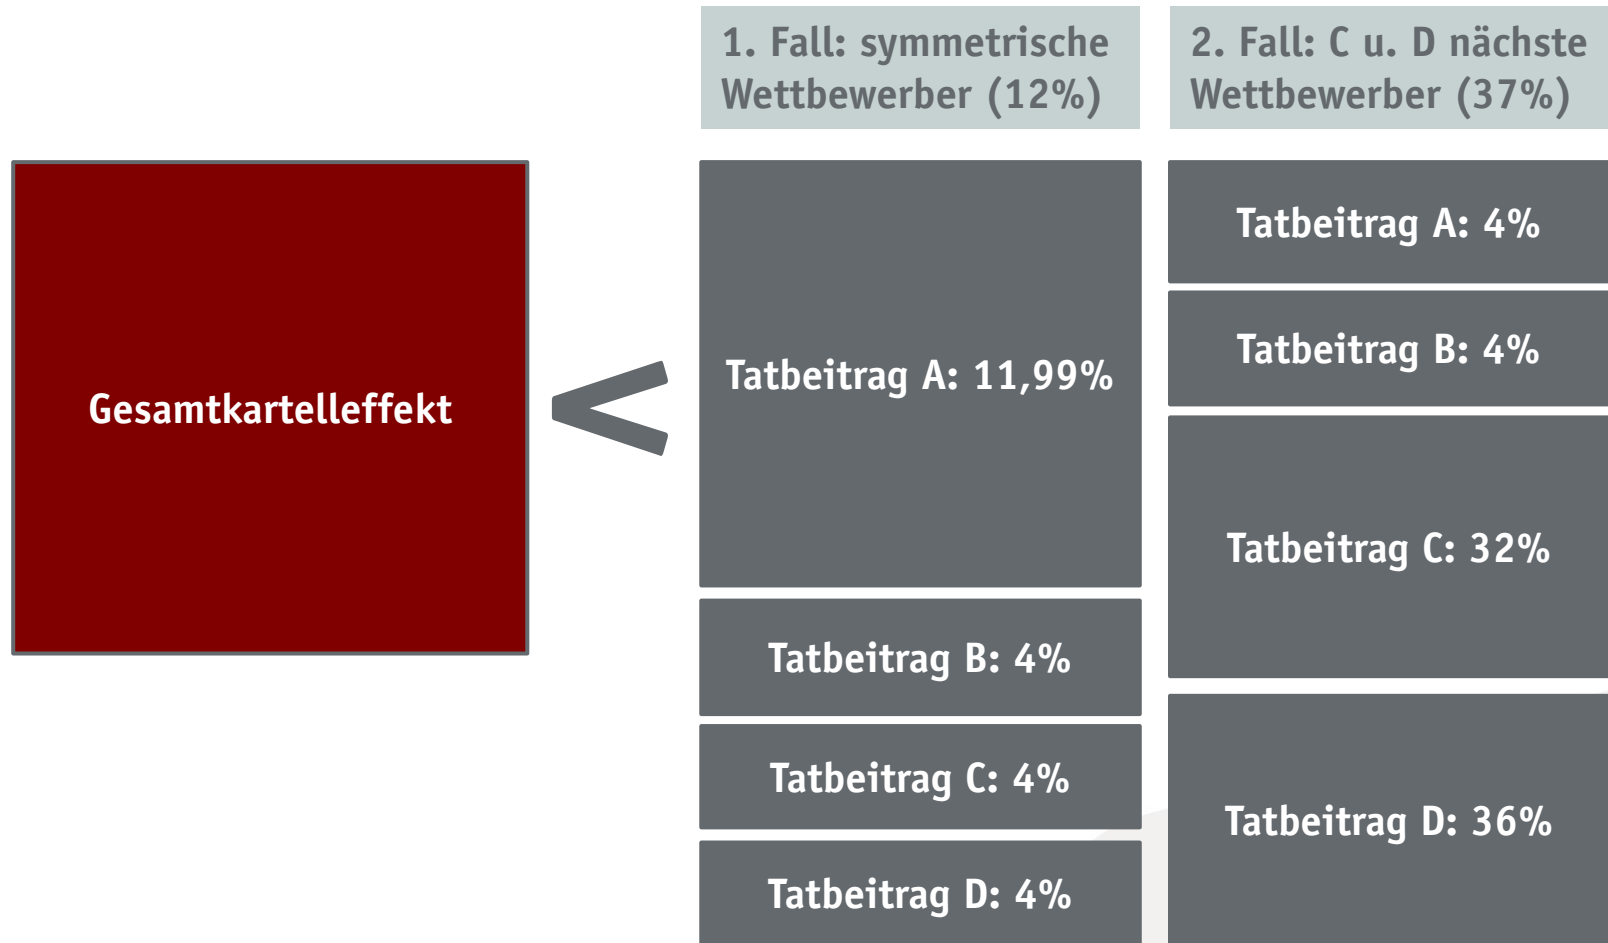 1. Fall: symmetrische
Wettbewerber (12%)
2. Fall: C u. D nächste
Wettbewerber (37%)
Gesamtkartelleffekt
<
Tatbeitrag A: 11,99%
Tatbeitrag B: 4%
Tatbeitrag C: 4%
Tatbeitrag D: 4%
Tatbeitrag A: 4%
Tatbeitrag B: 4%
Tatbeitrag C: 32%
Tatbeitrag D: 36%